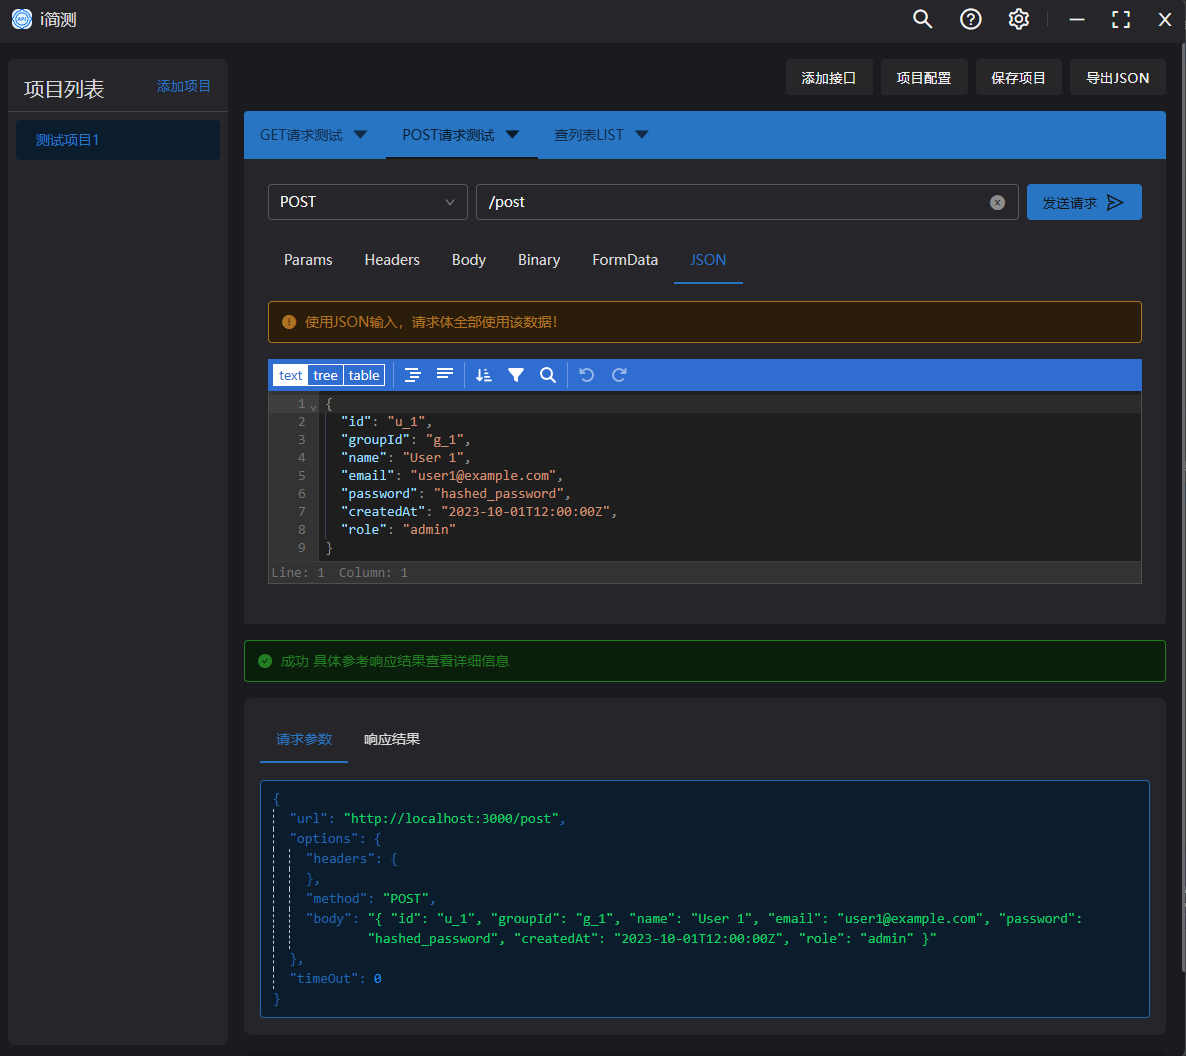 i简测
项目列表 添加项目
测试项目1
添加接口 项目配置 保存项目 导出JSON
GET请求测试 POST请求测试 查列表LIST
POST /post 发送请求
Params Headers Body Binary FormData JSON
使用JSON输入，请求体全部使用该数据！
text tree table
1 {
2 "id": "u_1",
3 "groupId": "g_1",
4 "name": "User 1",
5 "email": "user1@example.com",
6 "password": "hashed_password",
7 "createdAt": "2023-10-01T12:00:00Z",
8 "role": "admin"
9 }
Line: 1 Column: 1
成功 具体参考响应结果查看详细信息
请求参数 响应结果
{
"url": "http://localhost:3000/post",
"options": {
"headers": {
},
"method": "POST",
"body": "{ "id": "u_1", "groupId": "g_1", "name": "User 1", "email": "user1@example.com", "password":
"hashed_password", "createdAt": "2023-10-01T12:00:00Z", "role": "admin" }"
},
"timeOut": 0
}